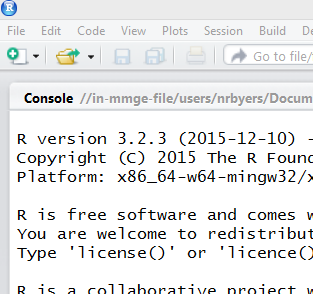 R
File Edit Code View Plots Session Build De
Go to file/
Console //in-mmge-file/users/nrbyers/Docum
R version 3.2.3 (2015-12-10) -
Copyright (C) 2015 The R Found
Platform: x86_64-w64-mingw32/x
R is free software and comes w
You are welcome to redistribut
Type 'license()' or 'licence()
R is a collaborative project w